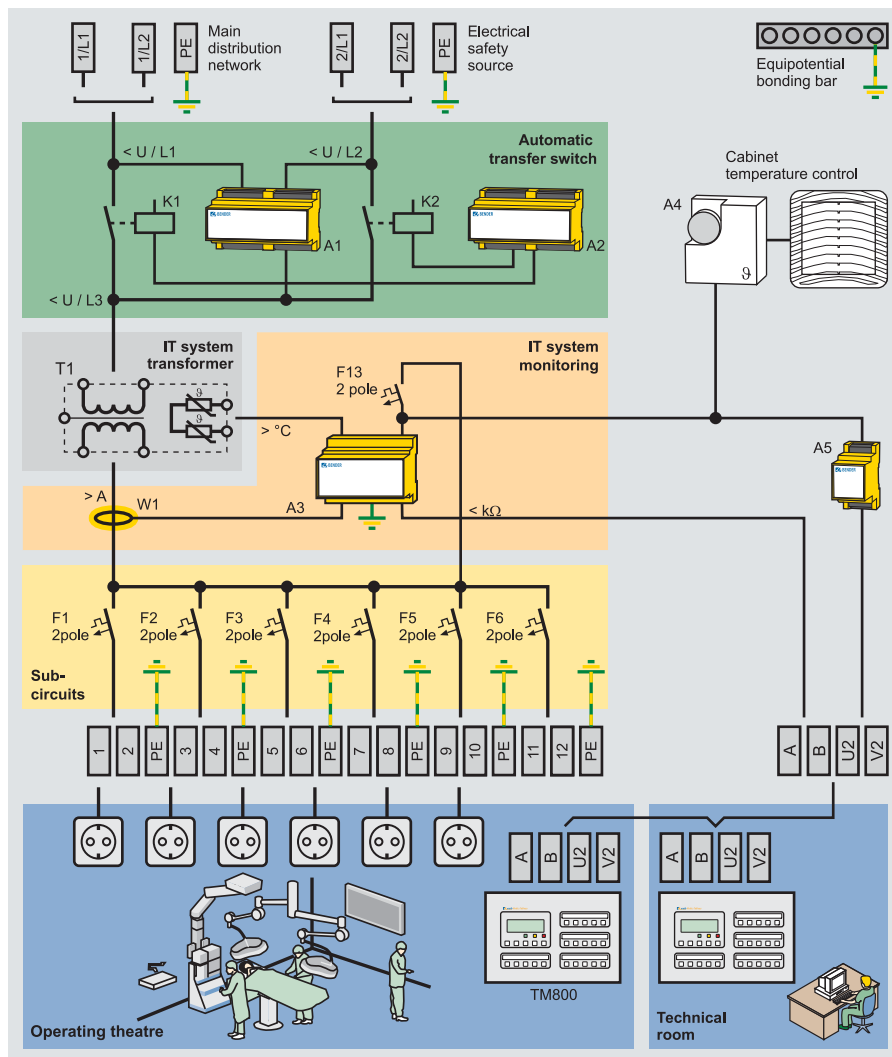 1/L1
1/L2
PE
Main
distribution
network
2/L1
2/L2
PE
Electrical
safety
source
Equipotential
bonding bar
Automatic
transfer switch
< U / L1
< U / L2
K1
K2
BENDER
BENDER
A1
A2
< U / L3
Cabinet
temperature control
A4
ϑ
IT system
transformer
T1
ϑ
ϑ
IT system
monitoring
F13
2 pole
> °C
BENDER
A5
> A
W1
A3
< kΩ
F1
2pole
F2
2pole
F3
2pole
F4
2pole
F5
2pole
F6
2pole
Sub-
circuits
1
2
PE
3
4
PE
5
6
PE
7
8
PE
9
10
PE
11
12
PE
A
B
U2
V2
A
B
U2
V2
A
B
U2
V2
TM800
Operating theatre
Technical
room